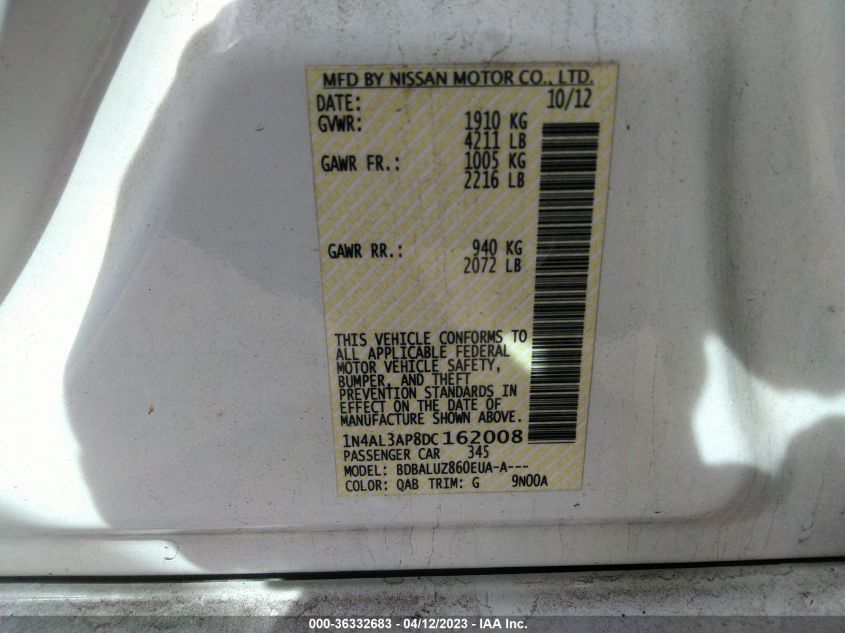 MFD BY NISSAN MOTOR CO., LTD.
DATE: 10/12
GVWR: 1910 KG
4211 LB
GAWR FR.: 1005 KG
2216 LB
GAWR RR.: 940 KG
2072 LB
THIS VEHICLE CONFORMS TO
ALL APPLICABLE FEDERAL
MOTOR VEHICLE SAFETY,
BUMPER, AND THEFT
PREVENTION STANDARDS IN
EFFECT ON THE DATE OF
MANUFACTURE SHOWN ABOVE.
1N4AL3AP8DC162008
PASSENGER CAR 345
MODEL: BDBALUZ860EUA-A---
COLOR: QAB TRIM: G 9N00A
000-36332683 - 04/12/2023 - IAA Inc.